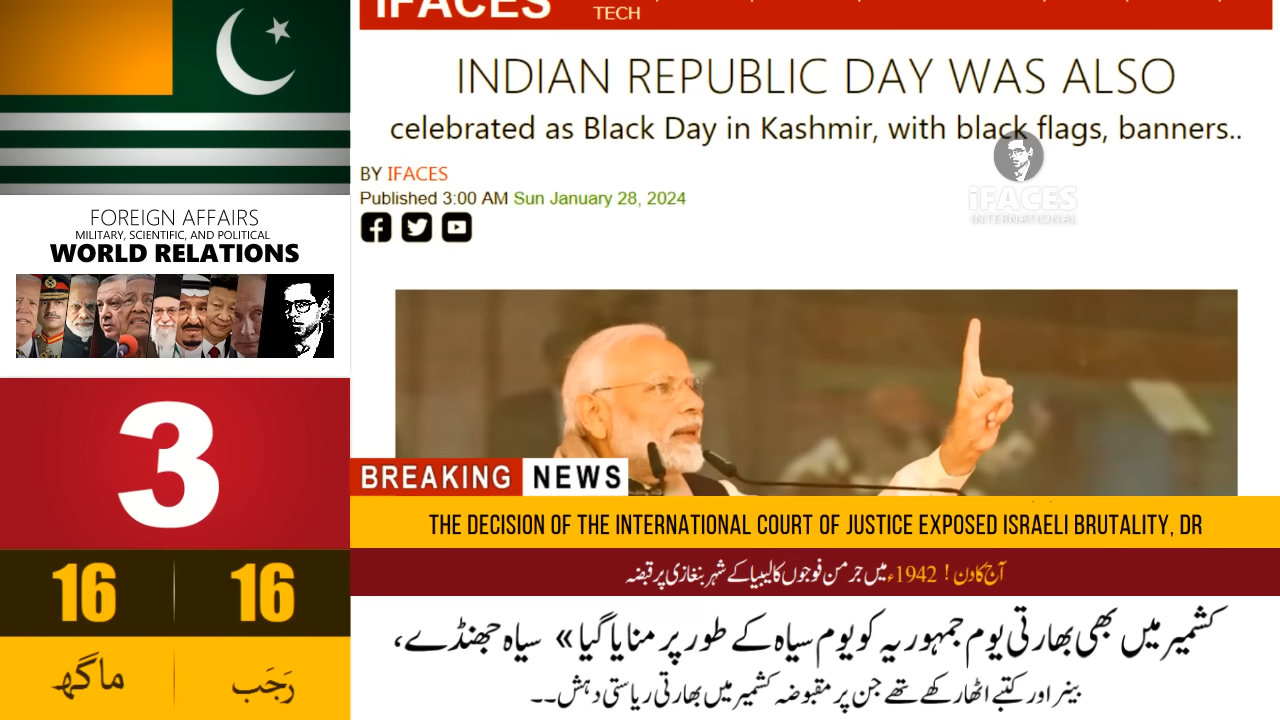 iFACES
TECH
INDIAN REPUBLIC DAY WAS ALSO
celebrated as Black Day in Kashmir, with black flags, banners..
BY IFACES
Published 3:00 AM Sun January 28, 2024
iFACES
INTERNATIONAL
FOREIGN AFFAIRS
MILITARY, SCIENTIFIC, AND POLITICAL
WORLD RELATIONS
3
16 16
ماگھ رَجَب
BREAKING NEWS
THE DECISION OF THE INTERNATIONAL COURT OF JUSTICE EXPOSED ISRAELI BRUTALITY, DR
آج کا دن ! 1942ء میں جرمن فوجوں کا لیبیا کے شہر بنغازی پر قبضہ
کشمیر میں بھی بھارتی یوم جمہوریہ کو یوم سیاہ کے طور پر منایا گیا « سیاہ جھنڈے،
بینر اور کتبے اٹھا رکھے تھے جن پر مقبوضہ کشمیر میں بھارتی ریاستی دہش۔۔